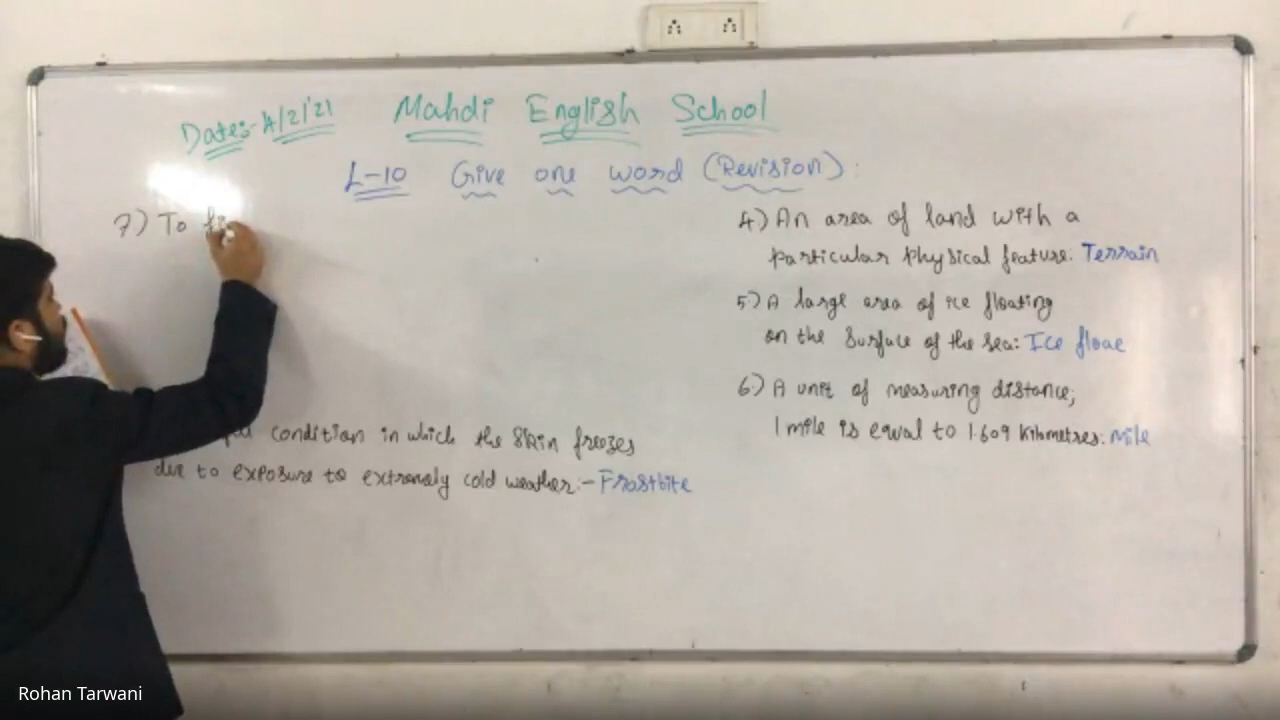 Date:- 4/2/21 Mahdi English School
L-10 Give one word (Revision):
7) To
condition in which the skin freezes
due to exposure to extremely cold weather:- Frostbite
4) An area of land with a
particular physical feature: Terrain
5) A large area of ice floating
on the surface of the sea: Ice floae
6) A unit of measuring distance;
1 mile is equal to 1.609 kilometres: Mile
Rohan Tarwani